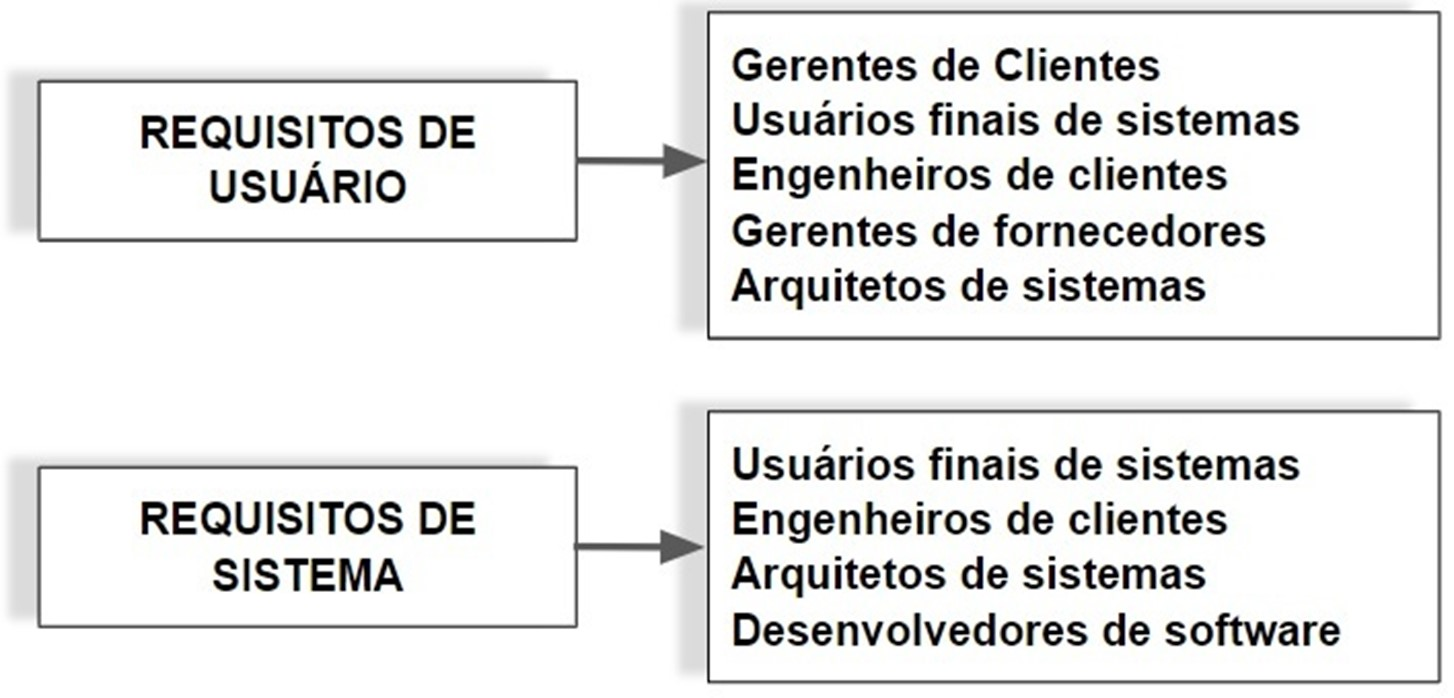 REQUISITOS DE
USUÁRIO
Gerentes de Clientes
Usuários finais de sistemas
Engenheiros de clientes
Gerentes de fornecedores
Arquitetos de sistemas
REQUISITOS DE
SISTEMA
Usuários finais de sistemas
Engenheiros de clientes
Arquitetos de sistemas
Desenvolvedores de software